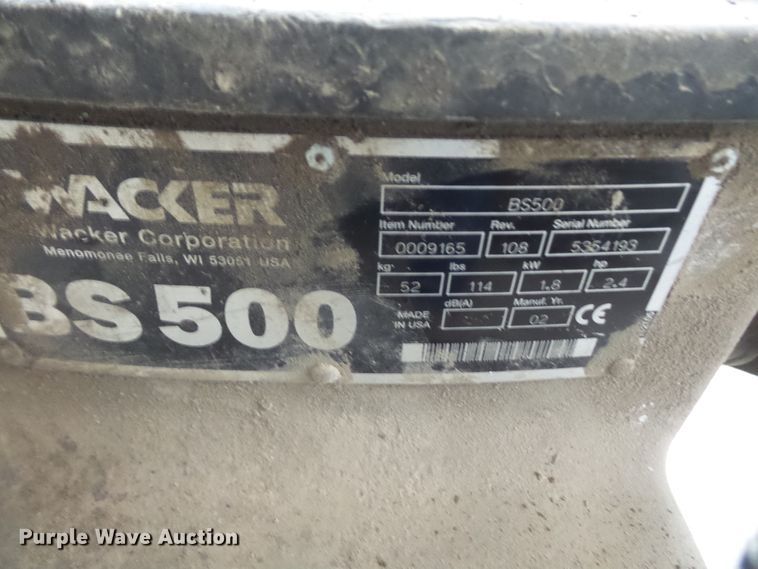 WACKER
Wacker Corporation
Menomonee Falls, WI 53051 USA
BS 500
Model
BS500
Item Number Rev. Serial Number
0009165 108 5354193
kg lbs kW hp
52 114 1.8 2.4
MADE IN USA
dB(A) Manuf. Yr.
02 CE
Purple Wave Auction